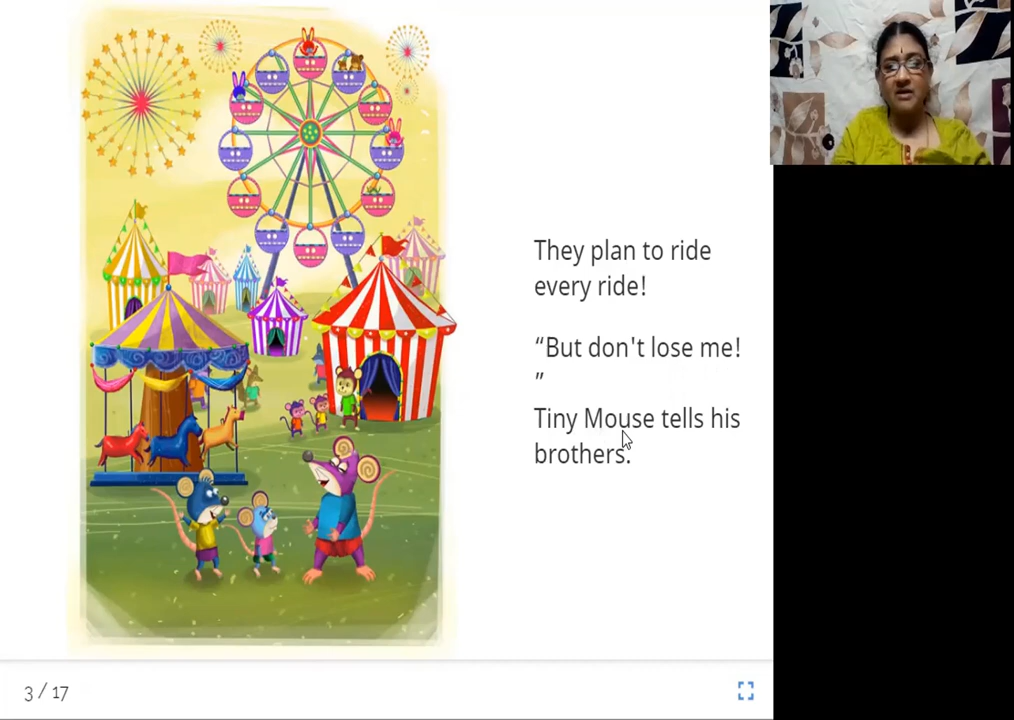 They plan to ride
every ride!
“But don't lose me!
”
Tiny Mouse tells his
brothers.
3 / 17